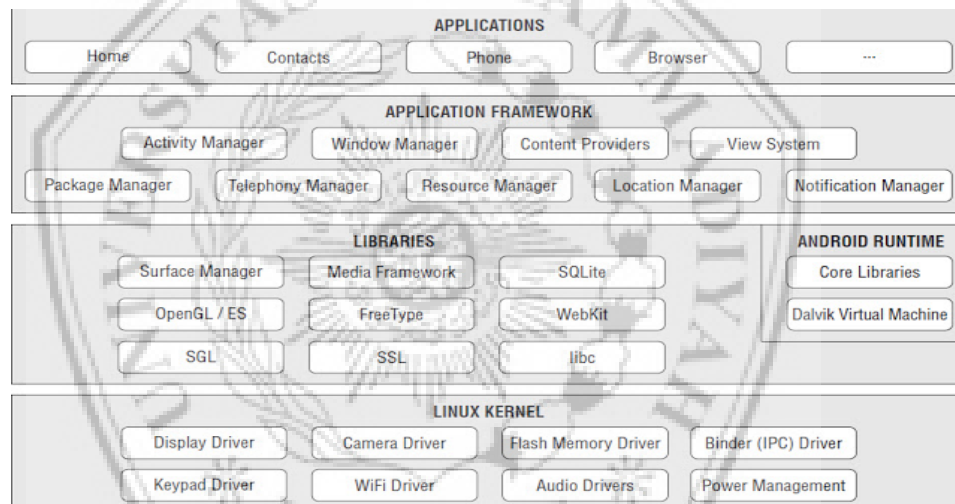 APPLICATIONS
Home Contacts Phone Browser ---
APPLICATION FRAMEWORK
Activity Manager Window Manager Content Providers View System
Package Manager Telephony Manager Resource Manager Location Manager Notification Manager
LIBRARIES ANDROID RUNTIME
Surface Manager Media Framework SQLite Core Libraries
OpenGL / ES FreeType WebKit Dalvik Virtual Machine
SGL SSL libc
LINUX KERNEL
Display Driver Camera Driver Flash Memory Driver Binder (IPC) Driver
Keypad Driver WiFi Driver Audio Drivers Power Management